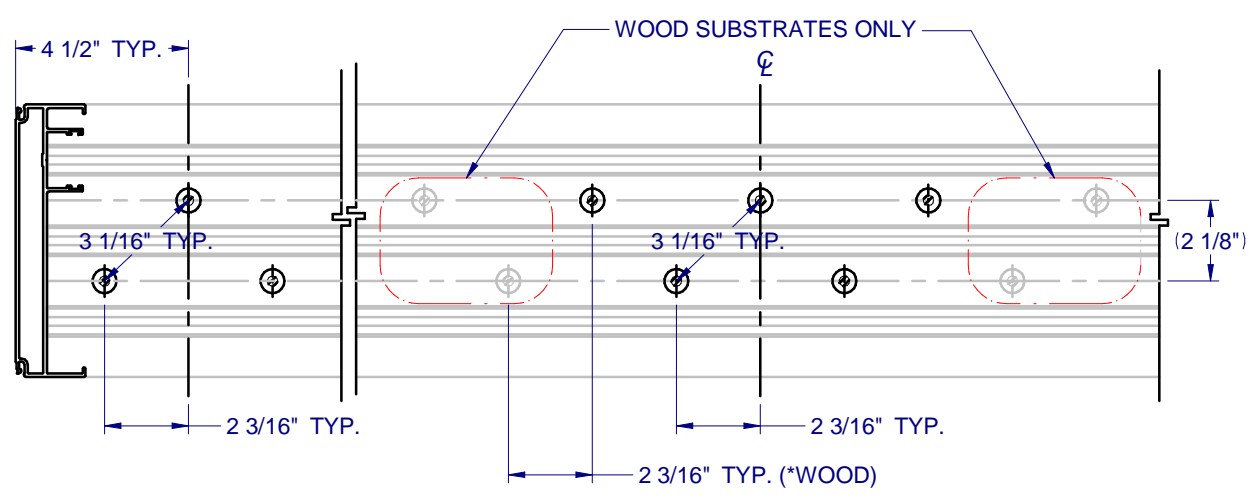 WOOD SUBSTRATES ONLY
4 1/2" TYP.
℄
3 1/16" TYP.
3 1/16" TYP.
(2 1/8")
2 3/16" TYP.
2 3/16" TYP.
2 3/16" TYP. (*WOOD)